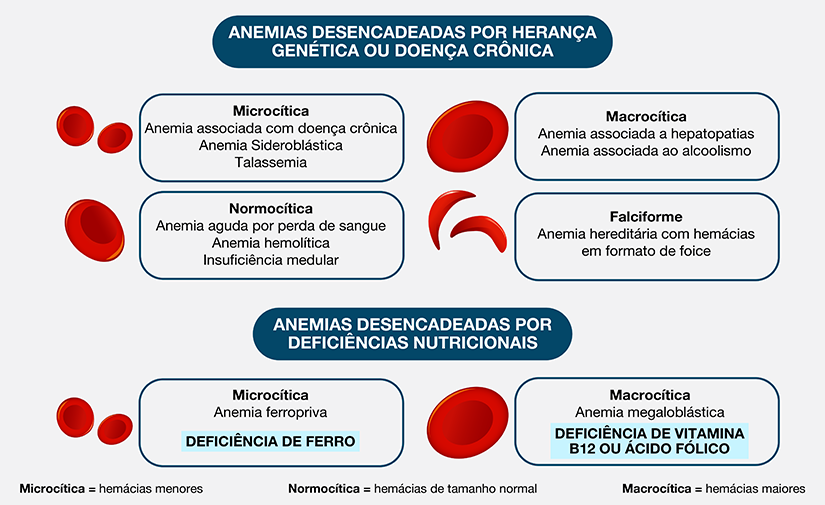 ANEMIAS DESENCADEADAS POR HERANÇA
GENÉTICA OU DOENÇA CRÔNICA
Microcítica
Anemia associada com doença crônica
Anemia Sideroblástica
Talassemia
Macrocítica
Anemia associada a hepatopatias
Anemia associada ao alcoolismo
Normocítica
Anemia aguda por perda de sangue
Anemia hemolítica
Insuficiência medular
Falciforme
Anemia hereditária com hemácias
em formato de foice
ANEMIAS DESENCADEADAS POR
DEFICIÊNCIAS NUTRICIONAIS
Microcítica
Anemia ferropriva
DEFICIÊNCIA DE FERRO
Macrocítica
Anemia megaloblástica
DEFICIÊNCIA DE VITAMINA
B12 OU ÁCIDO FÓLICO
Microcítica = hemácias menores
Normocítica = hemácias de tamanho normal
Macrocítica = hemácias maiores